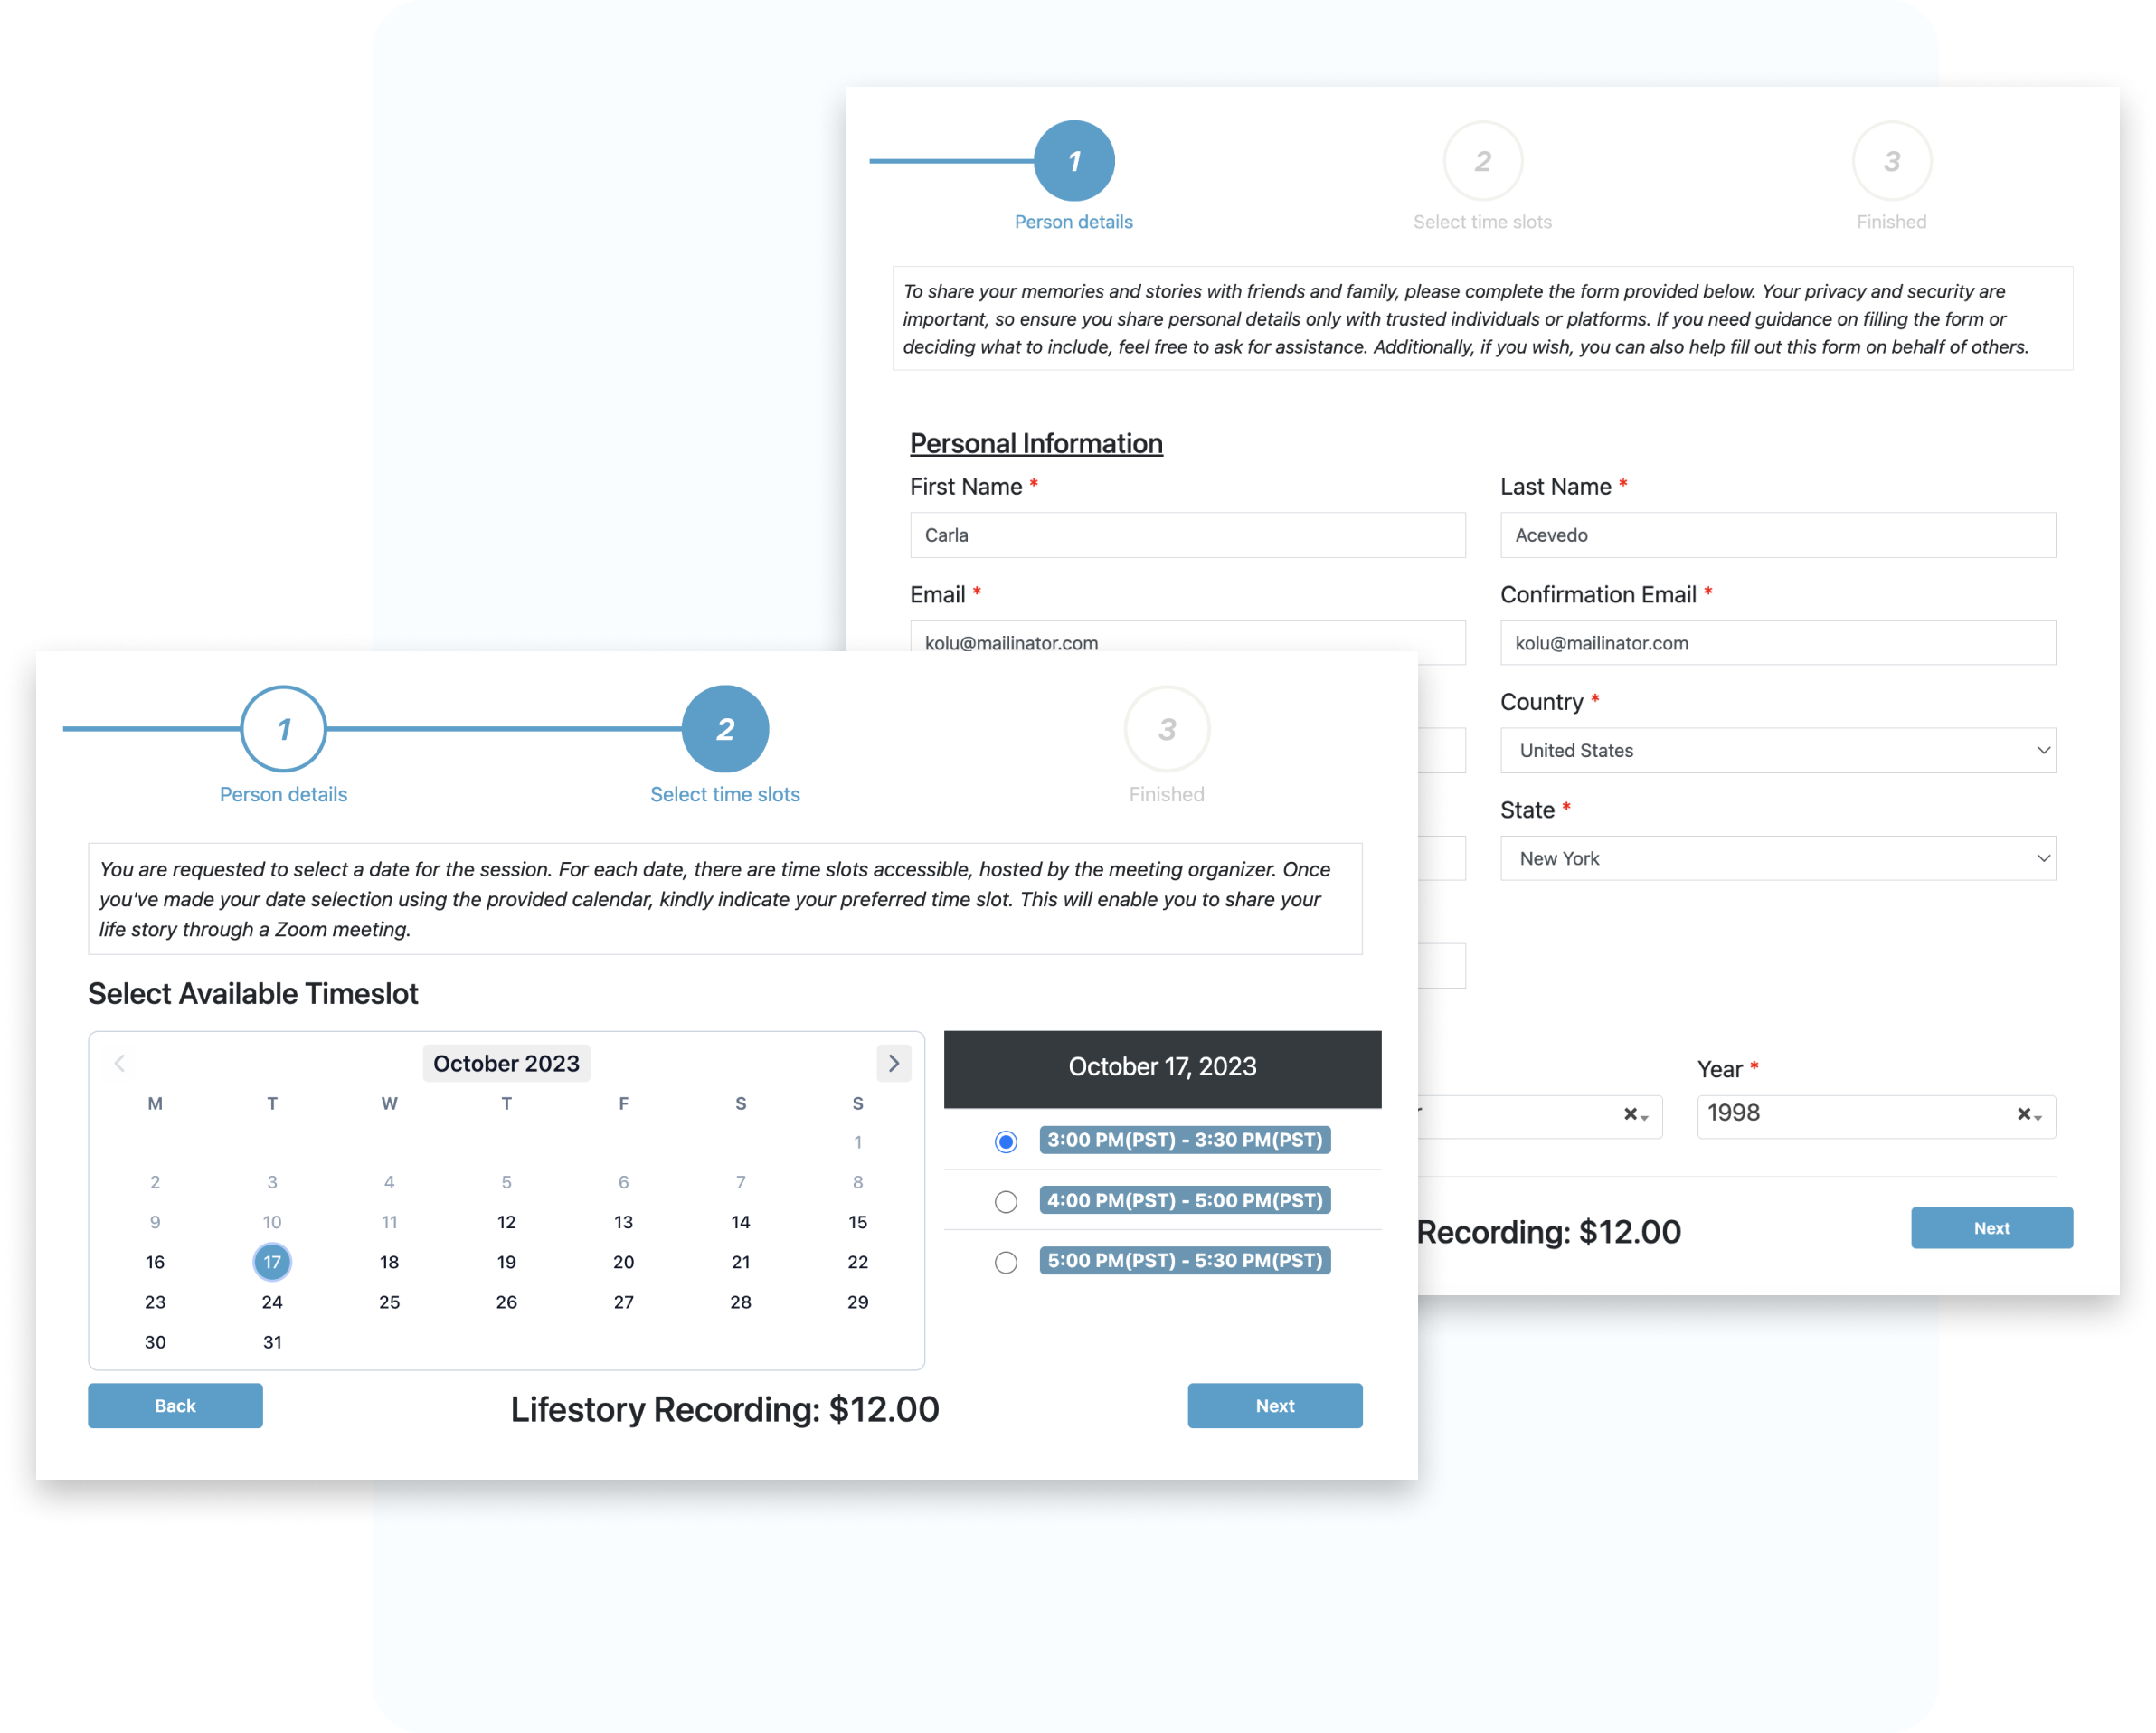 1
2
3
Person details
Select time slots
Finished
To share your memories and stories with friends and family, please complete the form provided below. Your privacy and security are
important, so ensure you share personal details only with trusted individuals or platforms. If you need guidance on filling the form or
deciding what to include, feel free to ask for assistance. Additionally, if you wish, you can also help fill out this form on behalf of others.
Personal Information
First Name *
Last Name *
Carla
Acevedo
Email *
Confirmation Email *
kolu@mailinator.com
kolu@mailinator.com
Country *
United States
State *
New York
Year *
1998
Recording: $12.00
Next
1
2
3
Person details
Select time slots
Finished
You are requested to select a date for the session. For each date, there are time slots accessible, hosted by the meeting organizer. Once
you've made your date selection using the provided calendar, kindly indicate your preferred time slot. This will enable you to share your
life story through a Zoom meeting.
Select Available Timeslot
October 2023
M T W T F S S
1
2 3 4 5 6 7 8
9 10 11 12 13 14 15
16 17 18 19 20 21 22
23 24 25 26 27 28 29
30 31
October 17, 2023
3:00 PM(PST) - 3:30 PM(PST)
4:00 PM(PST) - 5:00 PM(PST)
5:00 PM(PST) - 5:30 PM(PST)
Back
Lifestory Recording: $12.00
Next